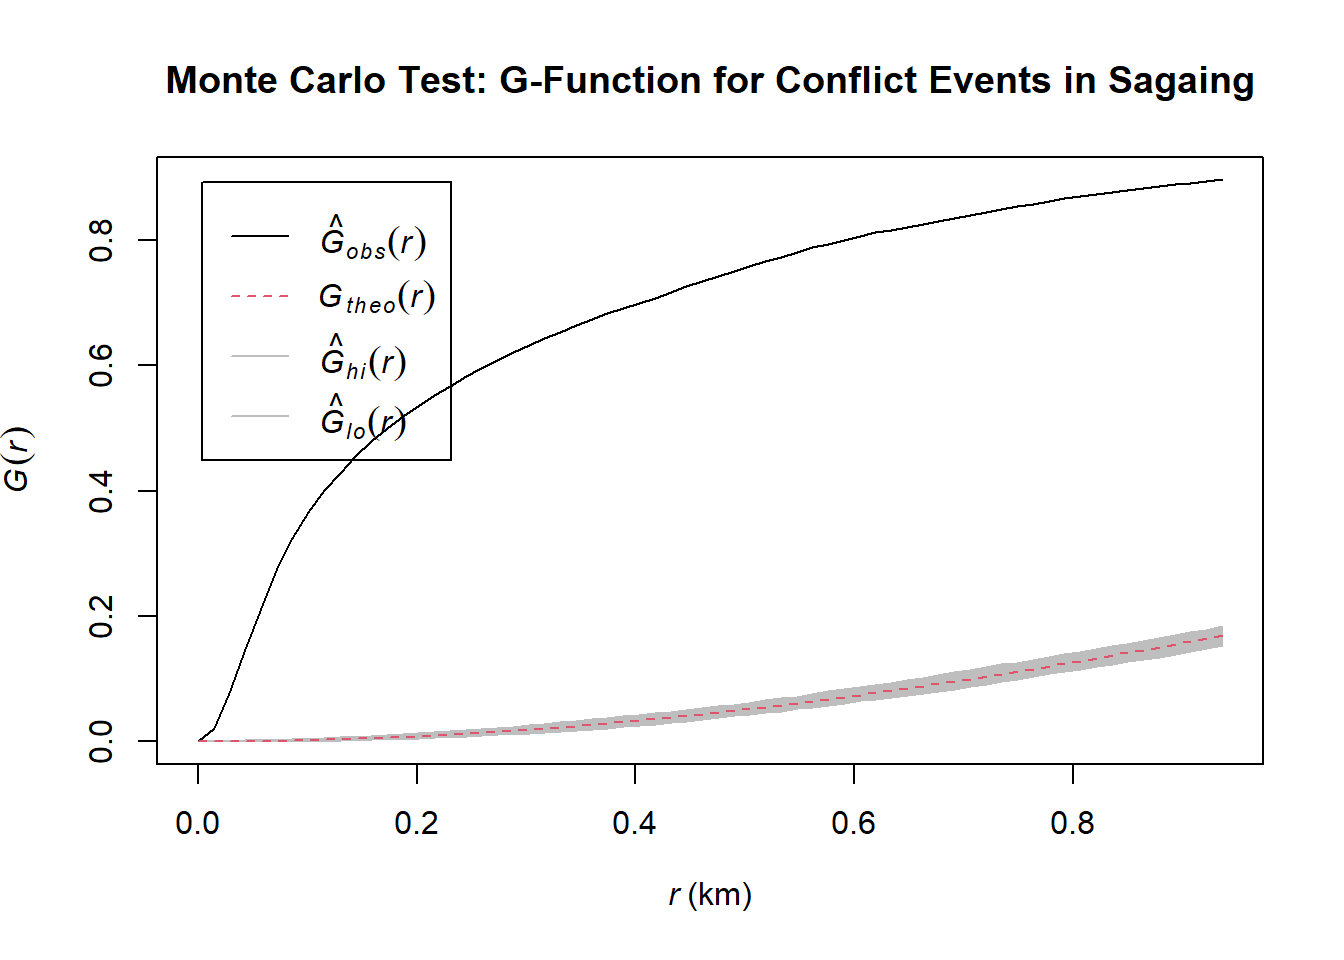 Monte Carlo Test: G-Function for Conflict Events in Sagaing
Ĝobs(r)
Gtheo(r)
Ĝhi(r)
Ĝlo(r)
G(r)
0.8
0.6
0.4
0.2
0.0
0.0 0.2 0.4 0.6 0.8
r (km)